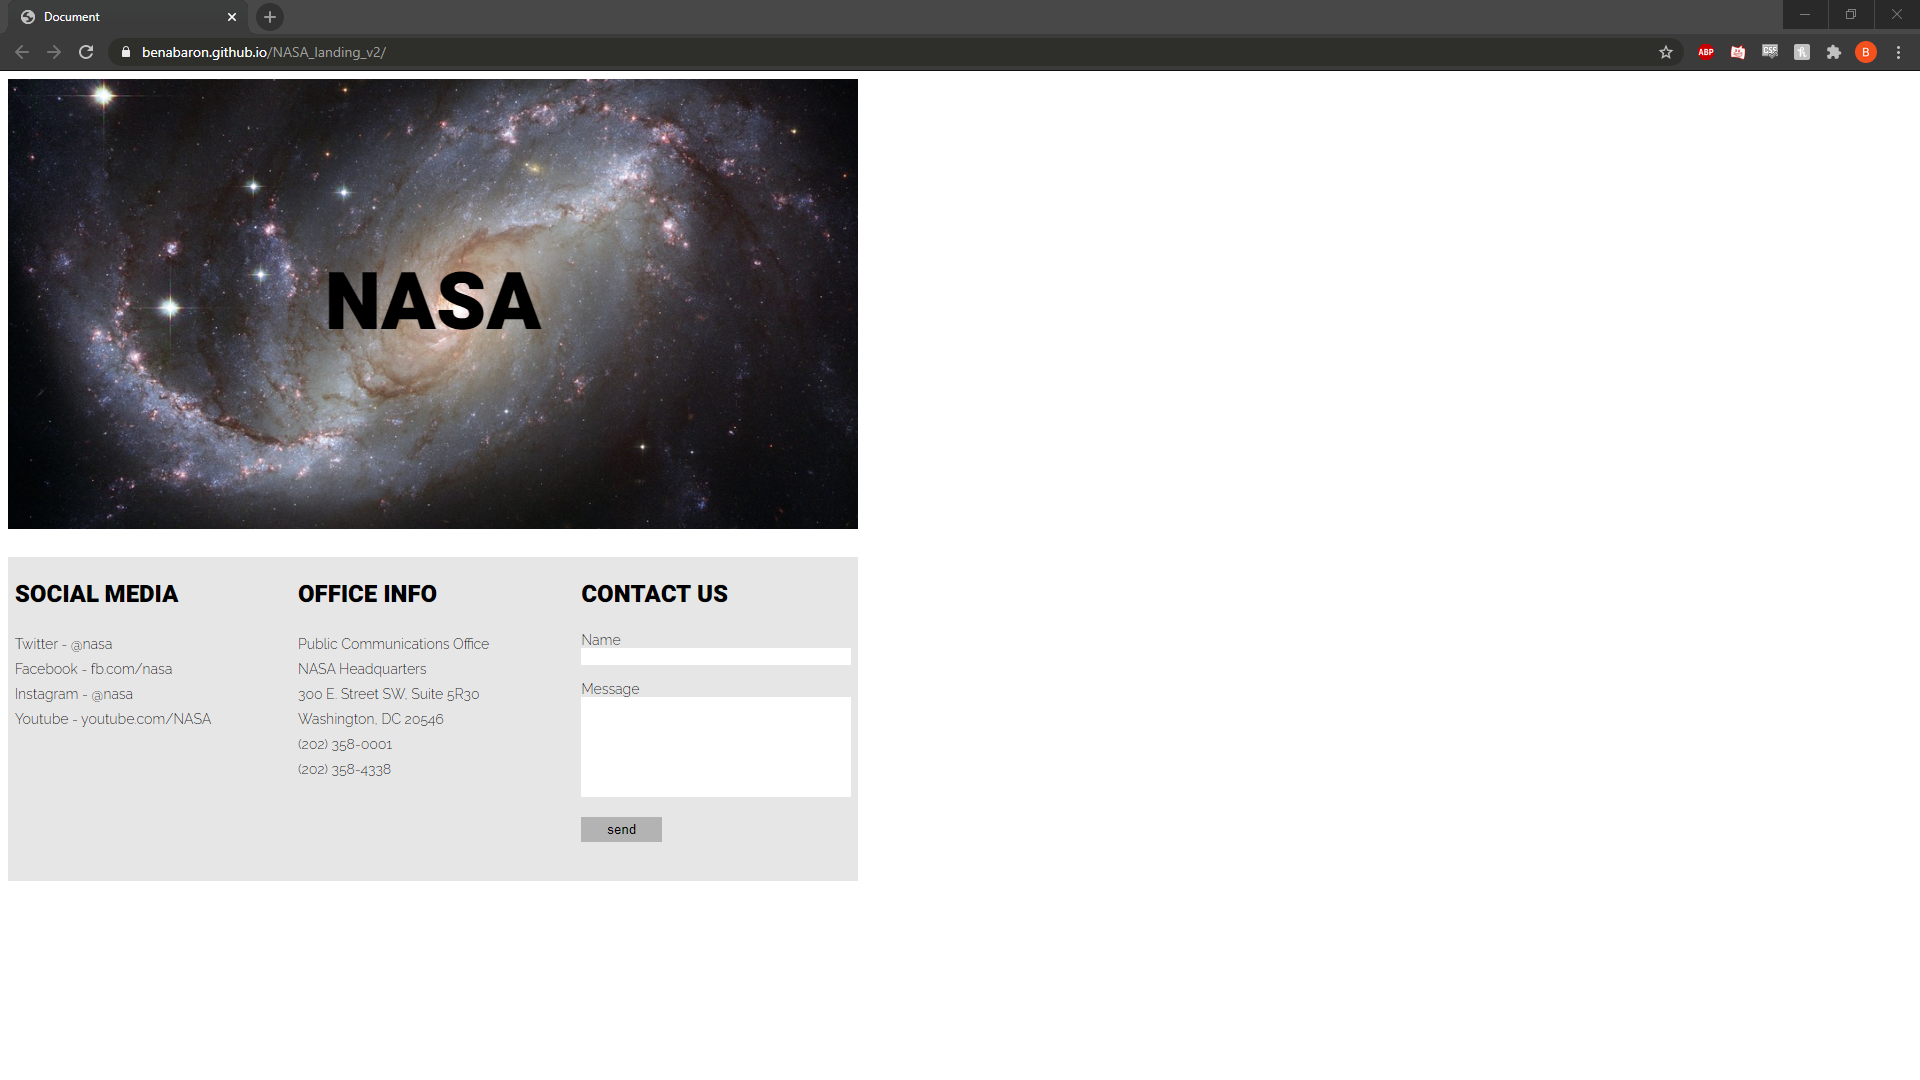 Document
benabaron.github.io/NASA_landing_v2/
ABP
B
NASA
SOCIAL MEDIA
Twitter - @nasa
Facebook - fb.com/nasa
Instagram - @nasa
Youtube - youtube.com/NASA
OFFICE INFO
Public Communications Office
NASA Headquarters
300 E. Street SW, Suite 5R30
Washington, DC 20546
(202) 358-0001
(202) 358-4338
CONTACT US
Name
Message
send